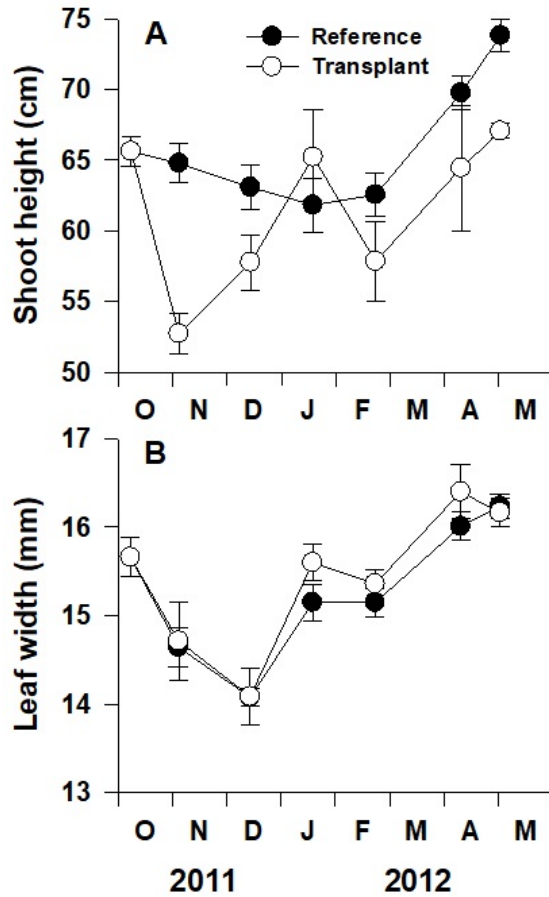 A
Reference
Transplant
Shoot height (cm)
75
70
65
60
55
50
O N D J F M A M
B
Leaf width (mm)
17
16
15
14
13
O N D J F M A M
2011 2012